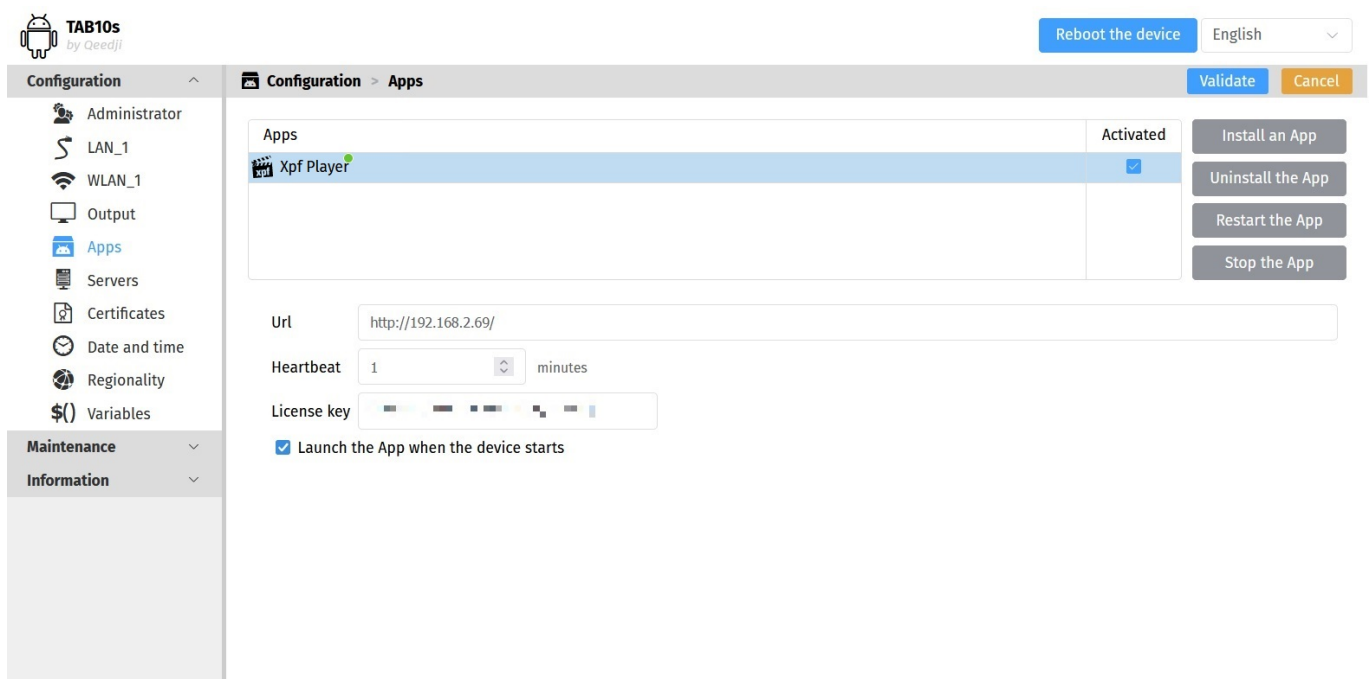 TAB10s
by Qeedji
Reboot the device
English
Configuration
Configuration > Apps
Validate
Cancel
Administrator
LAN_1
WLAN_1
Output
Apps
Servers
Certificates
Date and time
Regionality
$() Variables
Maintenance
Information
Apps
Activated
xpf Xpf Player
Install an App
Uninstall the App
Restart the App
Stop the App
Url
http://192.168.2.69/
Heartbeat
1
minutes
License key
Launch the App when the device starts